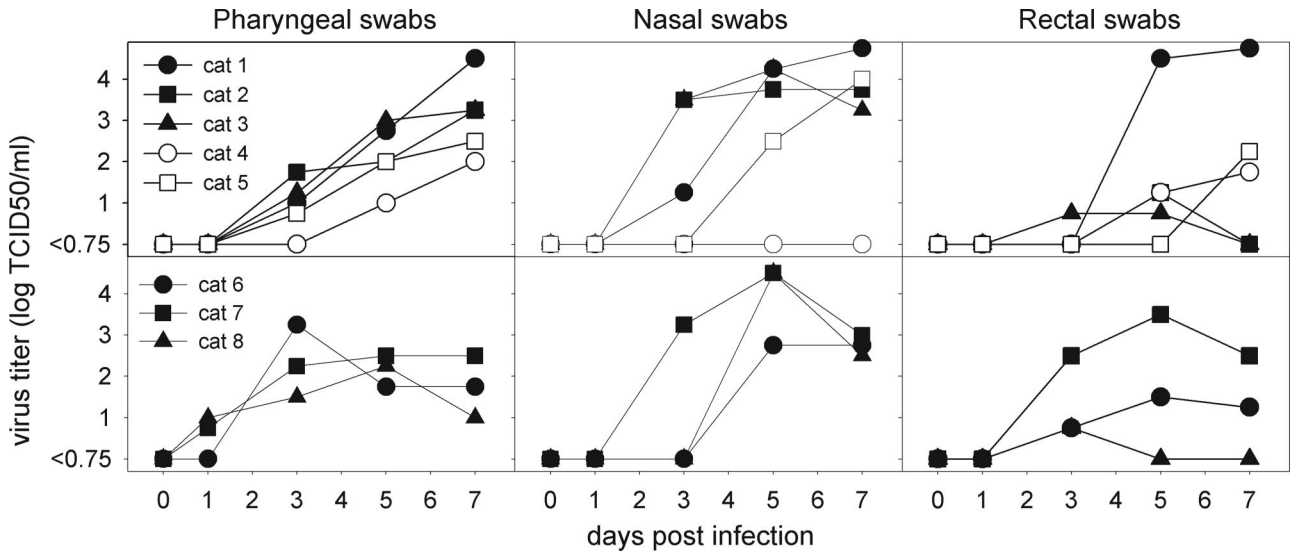 Pharyngeal swabs Nasal swabs Rectal swabs
virus titer (log TCID50/ml)
4
3
2
1
<0.75
cat 1
cat 2
cat 3
cat 4
cat 5
4
3
2
1
<0.75
cat 6
cat 7
cat 8
0 1 2 3 4 5 6 7 0 1 2 3 4 5 6 7 0 1 2 3 4 5 6 7
days post infection